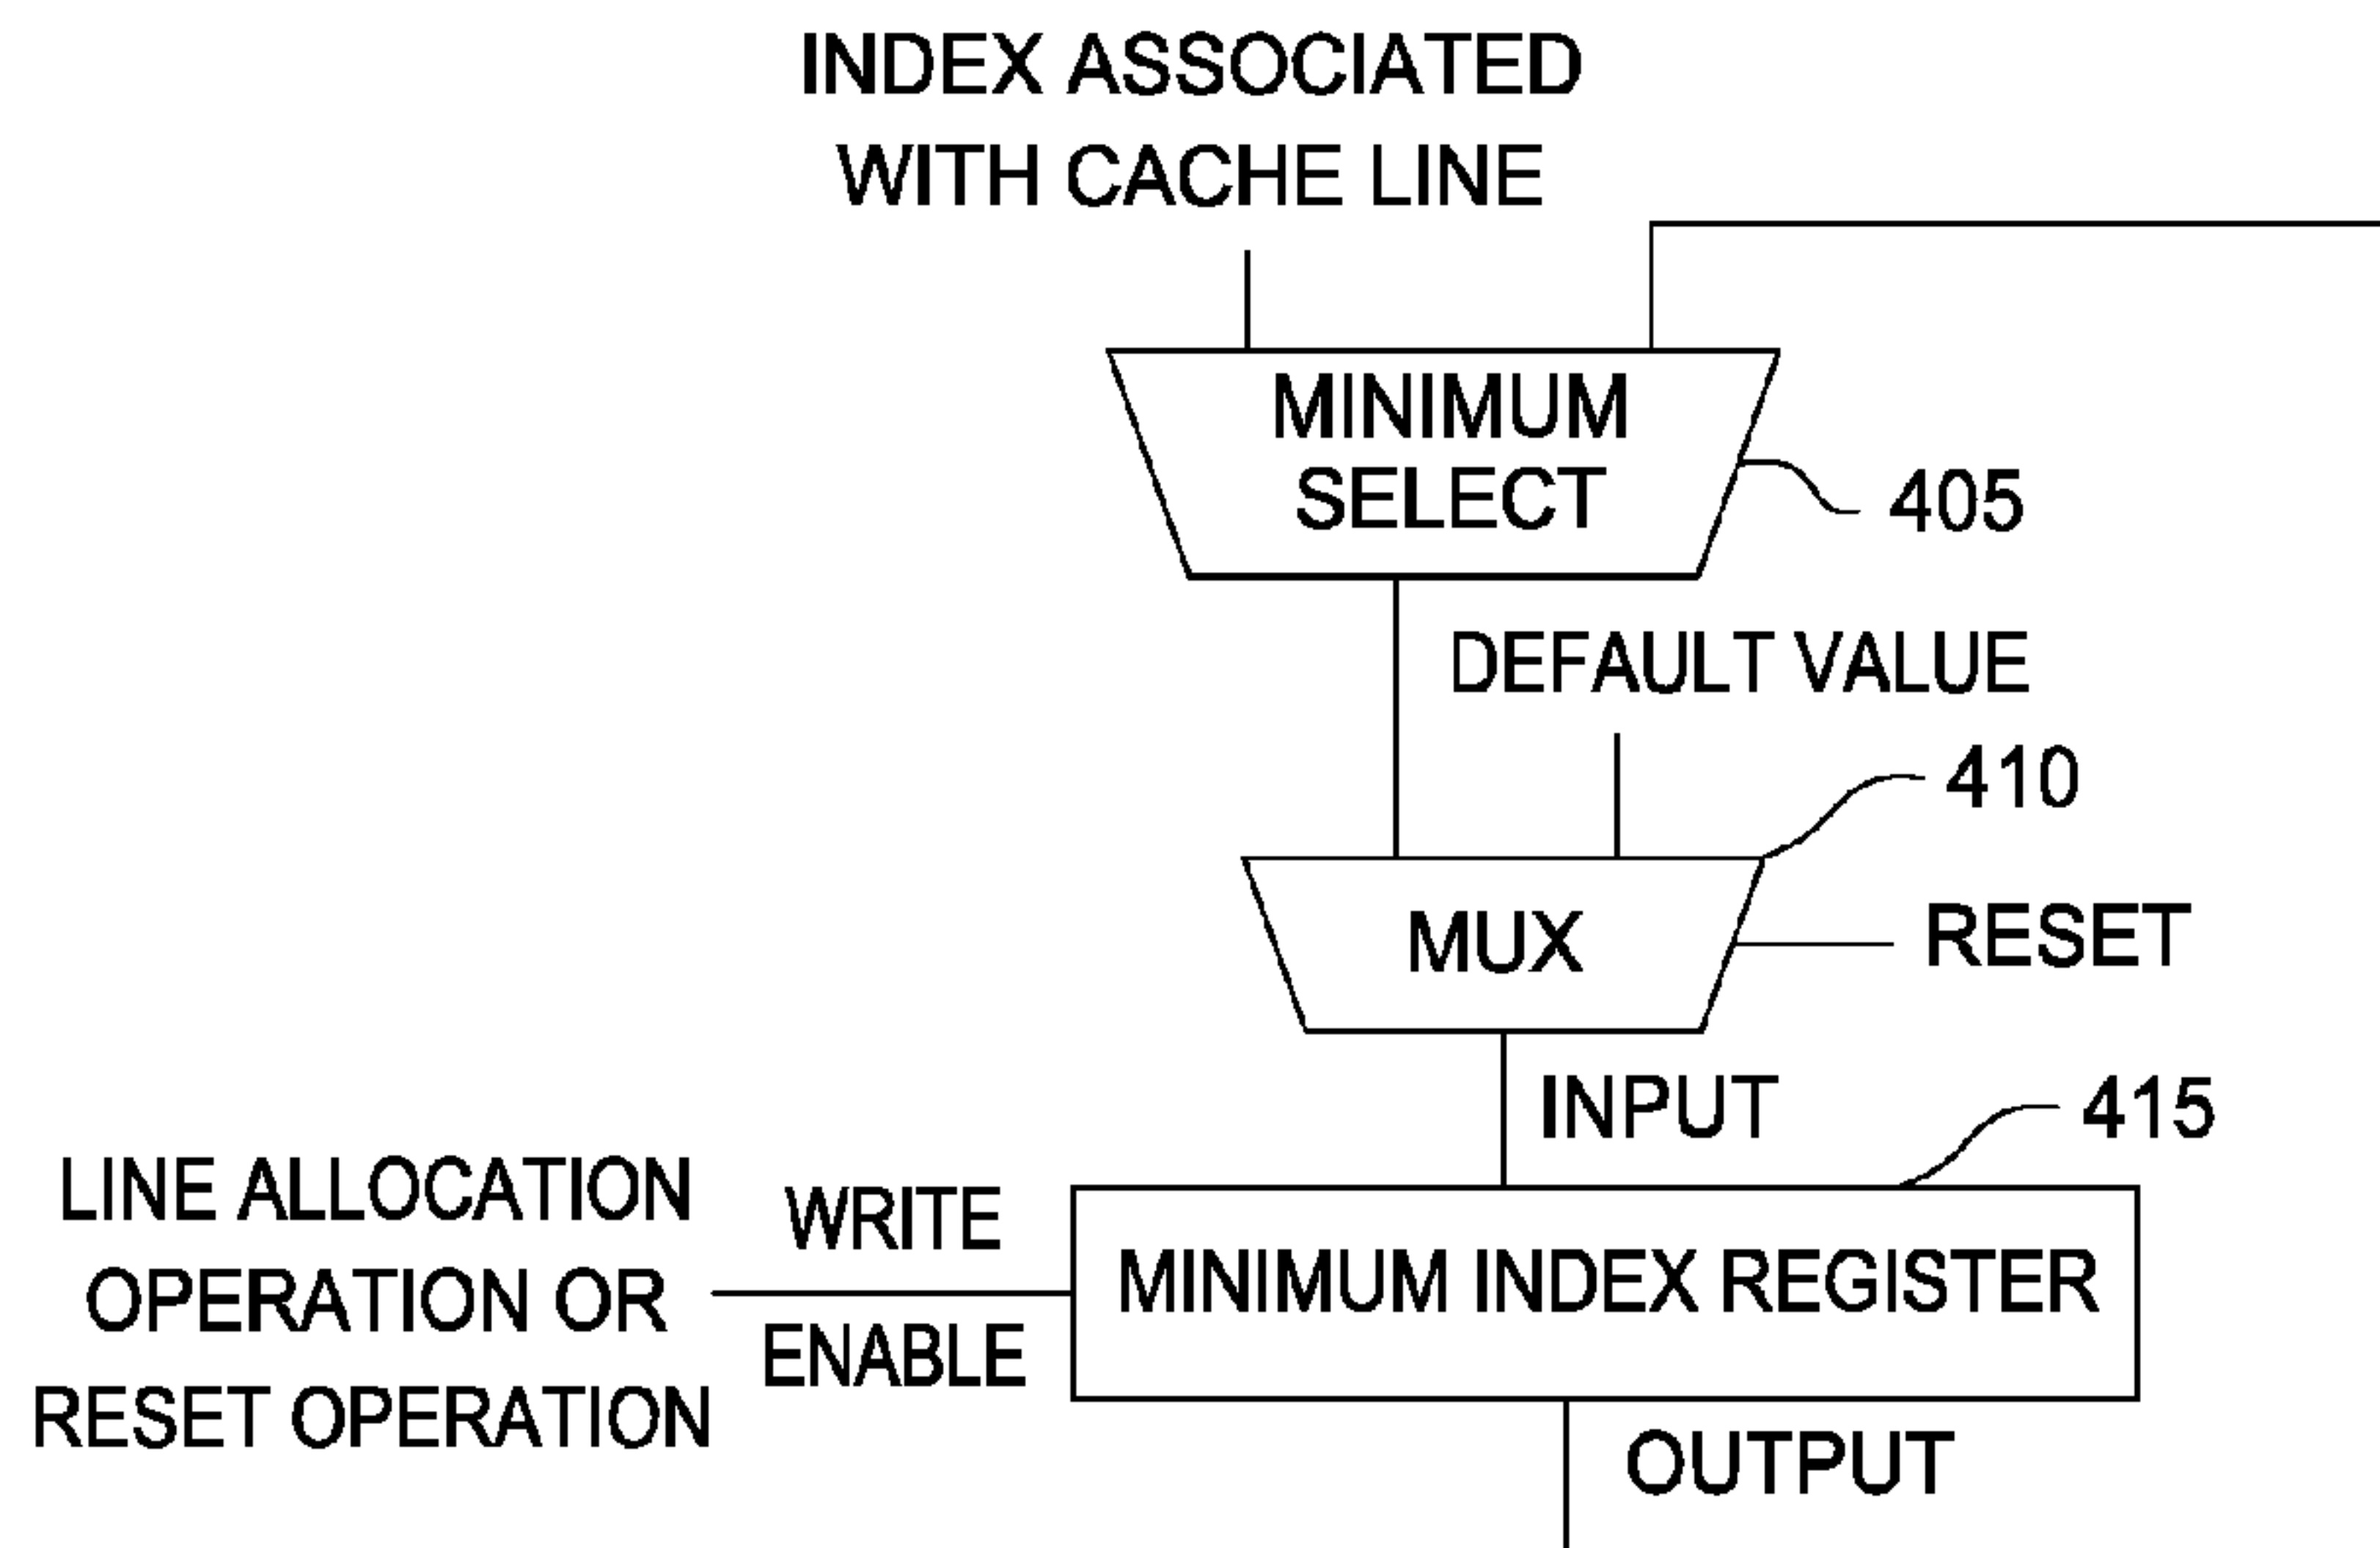 INDEX ASSOCIATED
WITH CACHE LINE
MINIMUM
SELECT
405
DEFAULT VALUE
410
MUX
RESET
INPUT
415
LINE ALLOCATION
OPERATION OR
RESET OPERATION
WRITE
ENABLE
MINIMUM INDEX REGISTER
OUTPUT